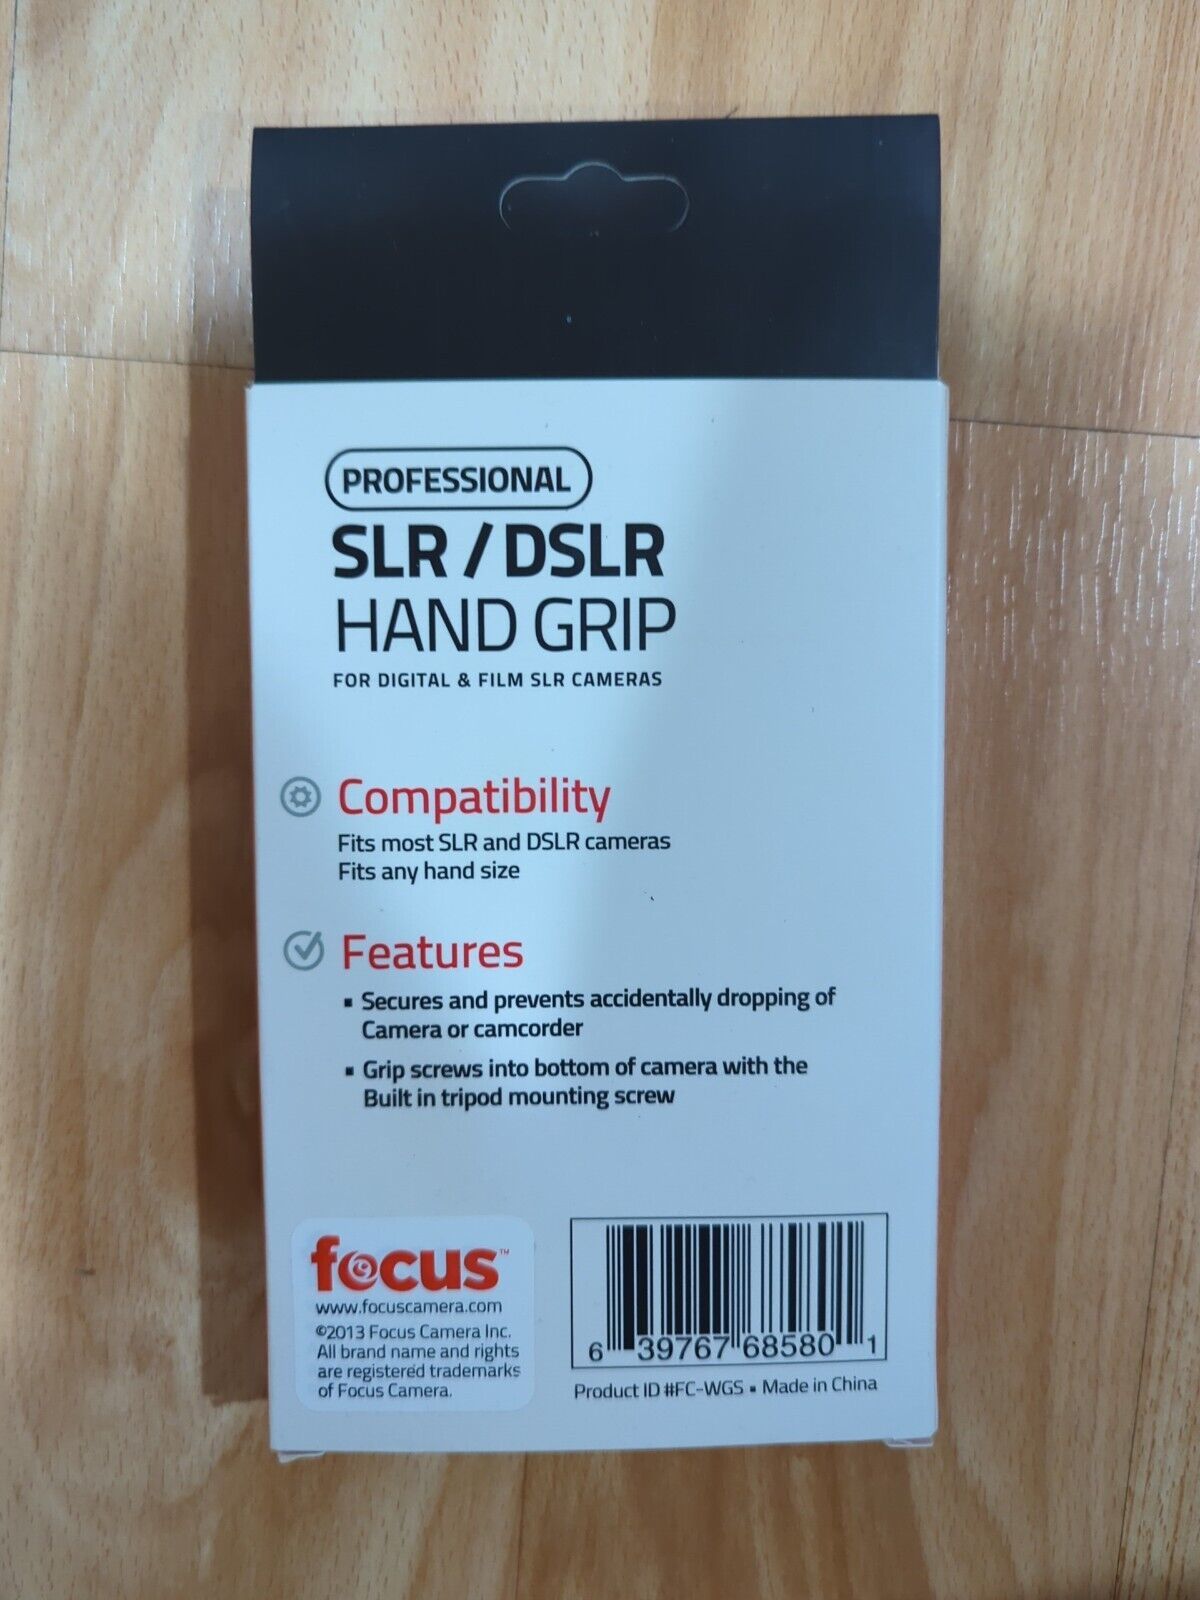 PROFESSIONAL
SLR / DSLR
HAND GRIP
FOR DIGITAL & FILM SLR CAMERAS
Compatibility
Fits most SLR and DSLR cameras
Fits any hand size
Features
▪ Secures and prevents accidentally dropping of
Camera or camcorder
▪ Grip screws into bottom of camera with the
Built in tripod mounting screw
focus™
www.focuscamera.com
©2013 Focus Camera Inc.
All brand name and rights
are registered trademarks
of Focus Camera.
6 39767 68580 1
Product ID #FC-WGS ▪ Made in China